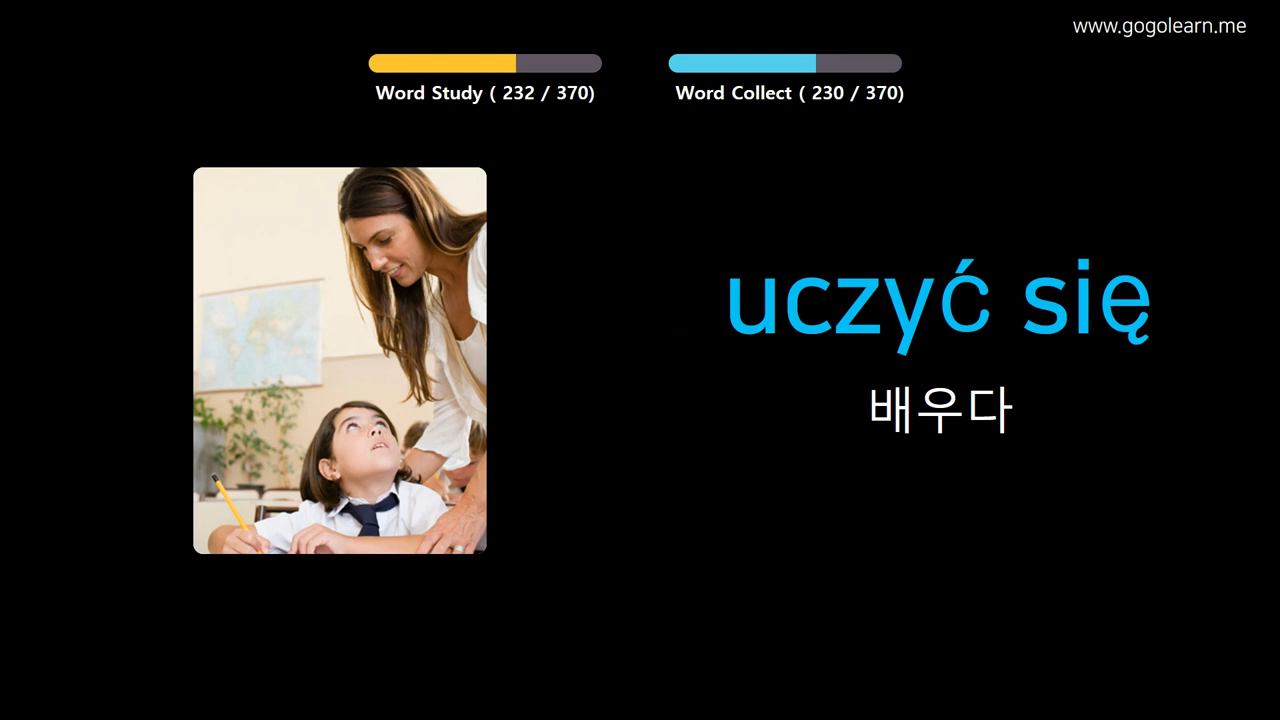 www.gogolearn.me
Word Study ( 232 / 370)
Word Collect ( 230 / 370)
uczyć się
배우다